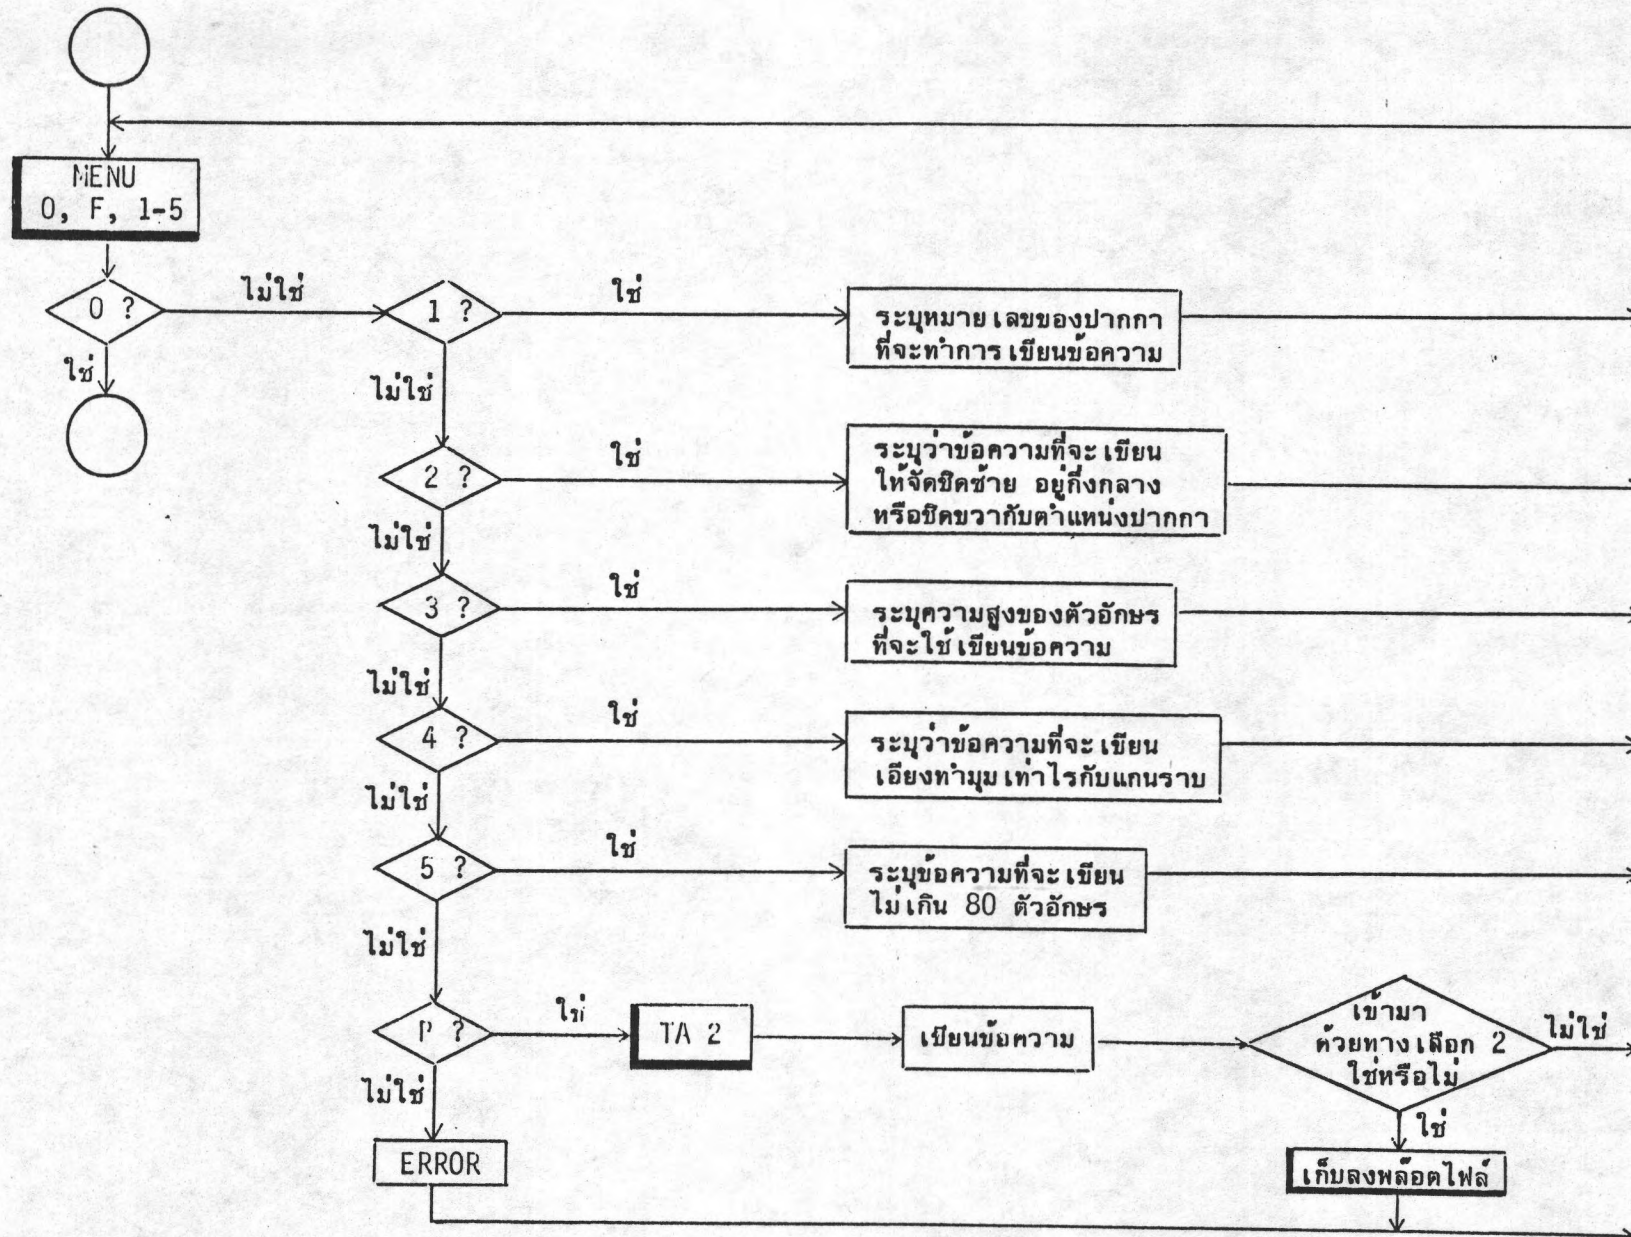 MENU
0, F, 1-5
0 ?
ไม่ใช่
1 ?
ใช่
ระบุหมายเลขของปากกา
ที่จะทำการเขียนข้อความ
ใช่
ไม่ใช่
2 ?
ใช่
ระบุว่าข้อความที่จะเขียน
ให้จัดชิดซ้าย อยู่กึ่งกลาง
หรือชิดขวากับตำแหน่งปากกา
ไม่ใช่
3 ?
ใช่
ระบุความสูงของตัวอักษร
ที่จะใช้เขียนข้อความ
ไม่ใช่
4 ?
ใช่
ระบุว่าข้อความที่จะเขียน
เอียงทำมุมเท่าไรกับแกนราบ
ไม่ใช่
5 ?
ใช่
ระบุข้อความที่จะเขียน
ไม่เกิน 80 ตัวอักษร
ไม่ใช่
P ?
ใช่
TA 2
เขียนข้อความ
เข้ามา
ด้วยทางเลือก 2
ใช่หรือไม่
ไม่ใช่
ไม่ใช่
ใช่
ERROR
เก็บลงพล๊อตไฟล์